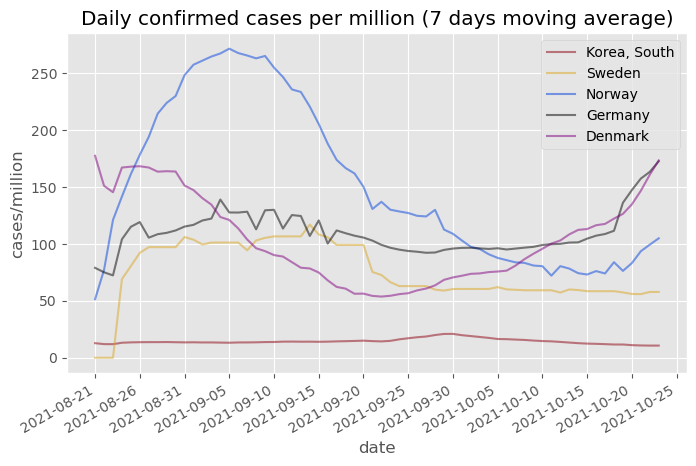 Daily confirmed cases per million (7 days moving average)
Korea, South
Sweden
Norway
Germany
Denmark
250
200
150
100
50
0
cases/million
2021-08-21
2021-08-26
2021-08-31
2021-09-05
2021-09-10
2021-09-15
2021-09-20
2021-09-25
2021-09-30
2021-10-05
2021-10-10
2021-10-15
2021-10-20
2021-10-25
date